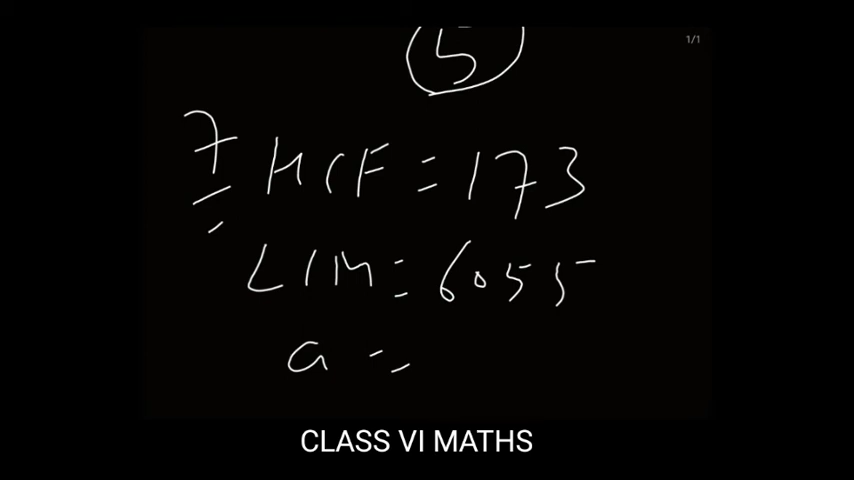 5
1/1
7 HCF = 173
LCM = 6055
a =
CLASS VI MATHS